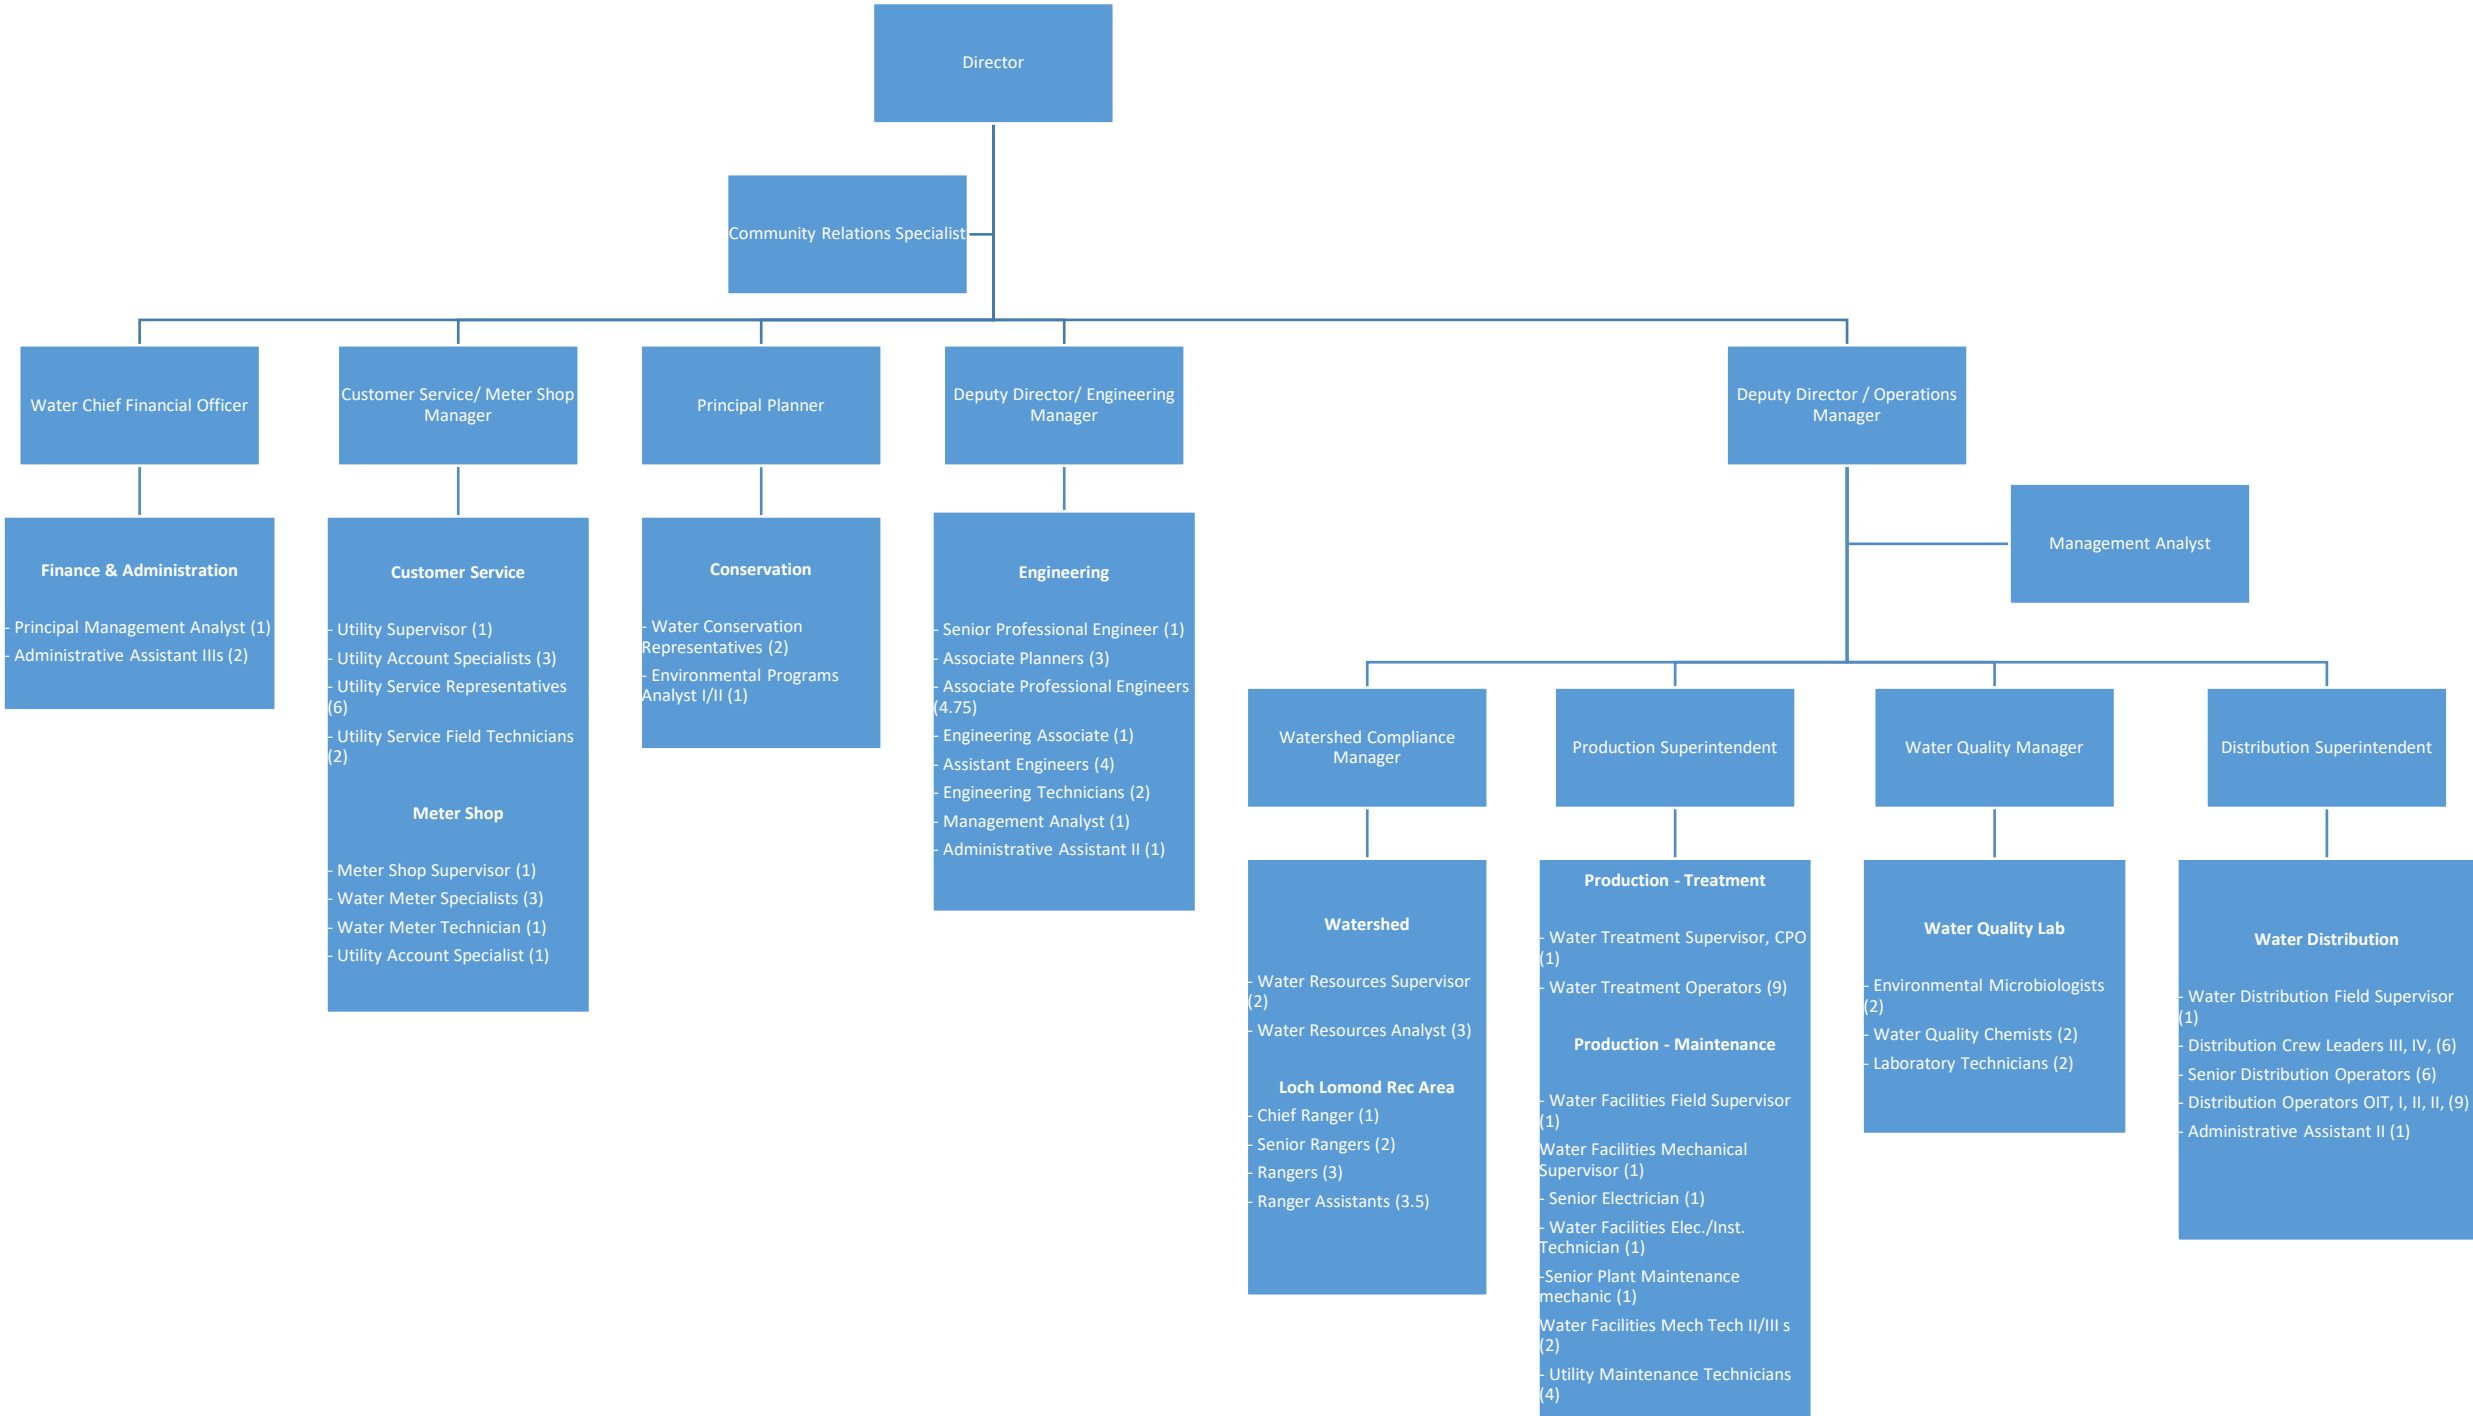 Director
Community Relations Specialist
Water Chief Financial Officer
Customer Service/ Meter Shop
Manager
Principal Planner
Deputy Director/ Engineering
Manager
Deputy Director / Operations
Manager
Finance & Administration
- Principal Management Analyst (1)
- Administrative Assistant IIIs (2)
Customer Service
- Utility Supervisor (1)
- Utility Account Specialists (3)
- Utility Service Representatives
(6)
- Utility Service Field Technicians
(2)
Meter Shop
- Meter Shop Supervisor (1)
- Water Meter Specialists (3)
- Water Meter Technician (1)
- Utility Account Specialist (1)
Conservation
- Water Conservation
Representatives (2)
- Environmental Programs
Analyst I/II (1)
Engineering
- Senior Professional Engineer (1)
- Associate Planners (3)
- Associate Professional Engineers
(4.75)
- Engineering Associate (1)
- Assistant Engineers (4)
- Engineering Technicians (2)
- Management Analyst (1)
- Administrative Assistant II (1)
Management Analyst
Watershed Compliance
Manager
Production Superintendent
Water Quality Manager
Distribution Superintendent
Watershed
- Water Resources Supervisor
(2)
- Water Resources Analyst (3)
Loch Lomond Rec Area
- Chief Ranger (1)
- Senior Rangers (2)
- Rangers (3)
- Ranger Assistants (3.5)
Production - Treatment
- Water Treatment Supervisor, CPO
(1)
- Water Treatment Operators (9)
Production - Maintenance
- Water Facilities Field Supervisor
(1)
Water Facilities Mechanical
Supervisor (1)
- Senior Electrician (1)
- Water Facilities Elec./Inst.
Technician (1)
-Senior Plant Maintenance
mechanic (1)
Water Facilities Mech Tech II/III s
(2)
- Utility Maintenance Technicians
(4)
Water Quality Lab
- Environmental Microbiologists
(2)
- Water Quality Chemists (2)
- Laboratory Technicians (2)
Water Distribution
- Water Distribution Field Supervisor
(1)
- Distribution Crew Leaders III, IV, (6)
- Senior Distribution Operators (6)
- Distribution Operators OIT, I, II, II, (9)
- Administrative Assistant II (1)